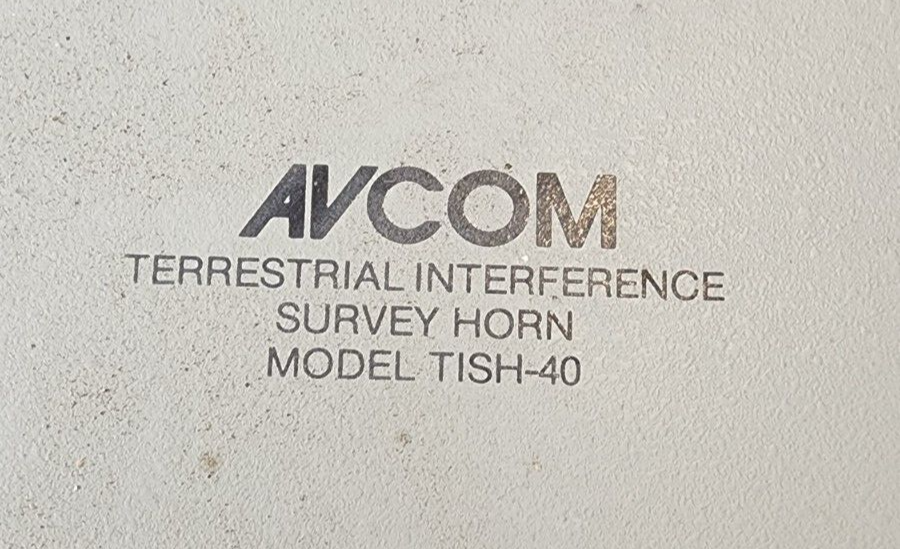 AVCOM
TERRESTRIAL INTERFERENCE
SURVEY HORN
MODEL TISH-40